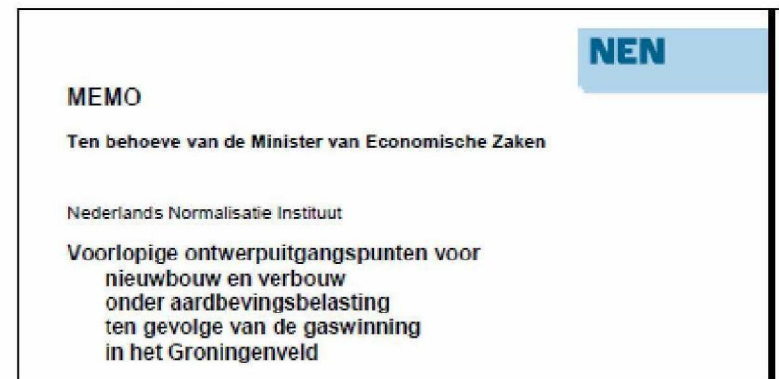 NEN
MEMO
Ten behoeve van de Minister van Economische Zaken
Nederlands Normalisatie Instituut
Voorlopige ontwerpuitgangspunten voor
nieuwbouw en verbouw
onder aardbevingsbelasting
ten gevolge van de gaswinning
in het Groningenveld